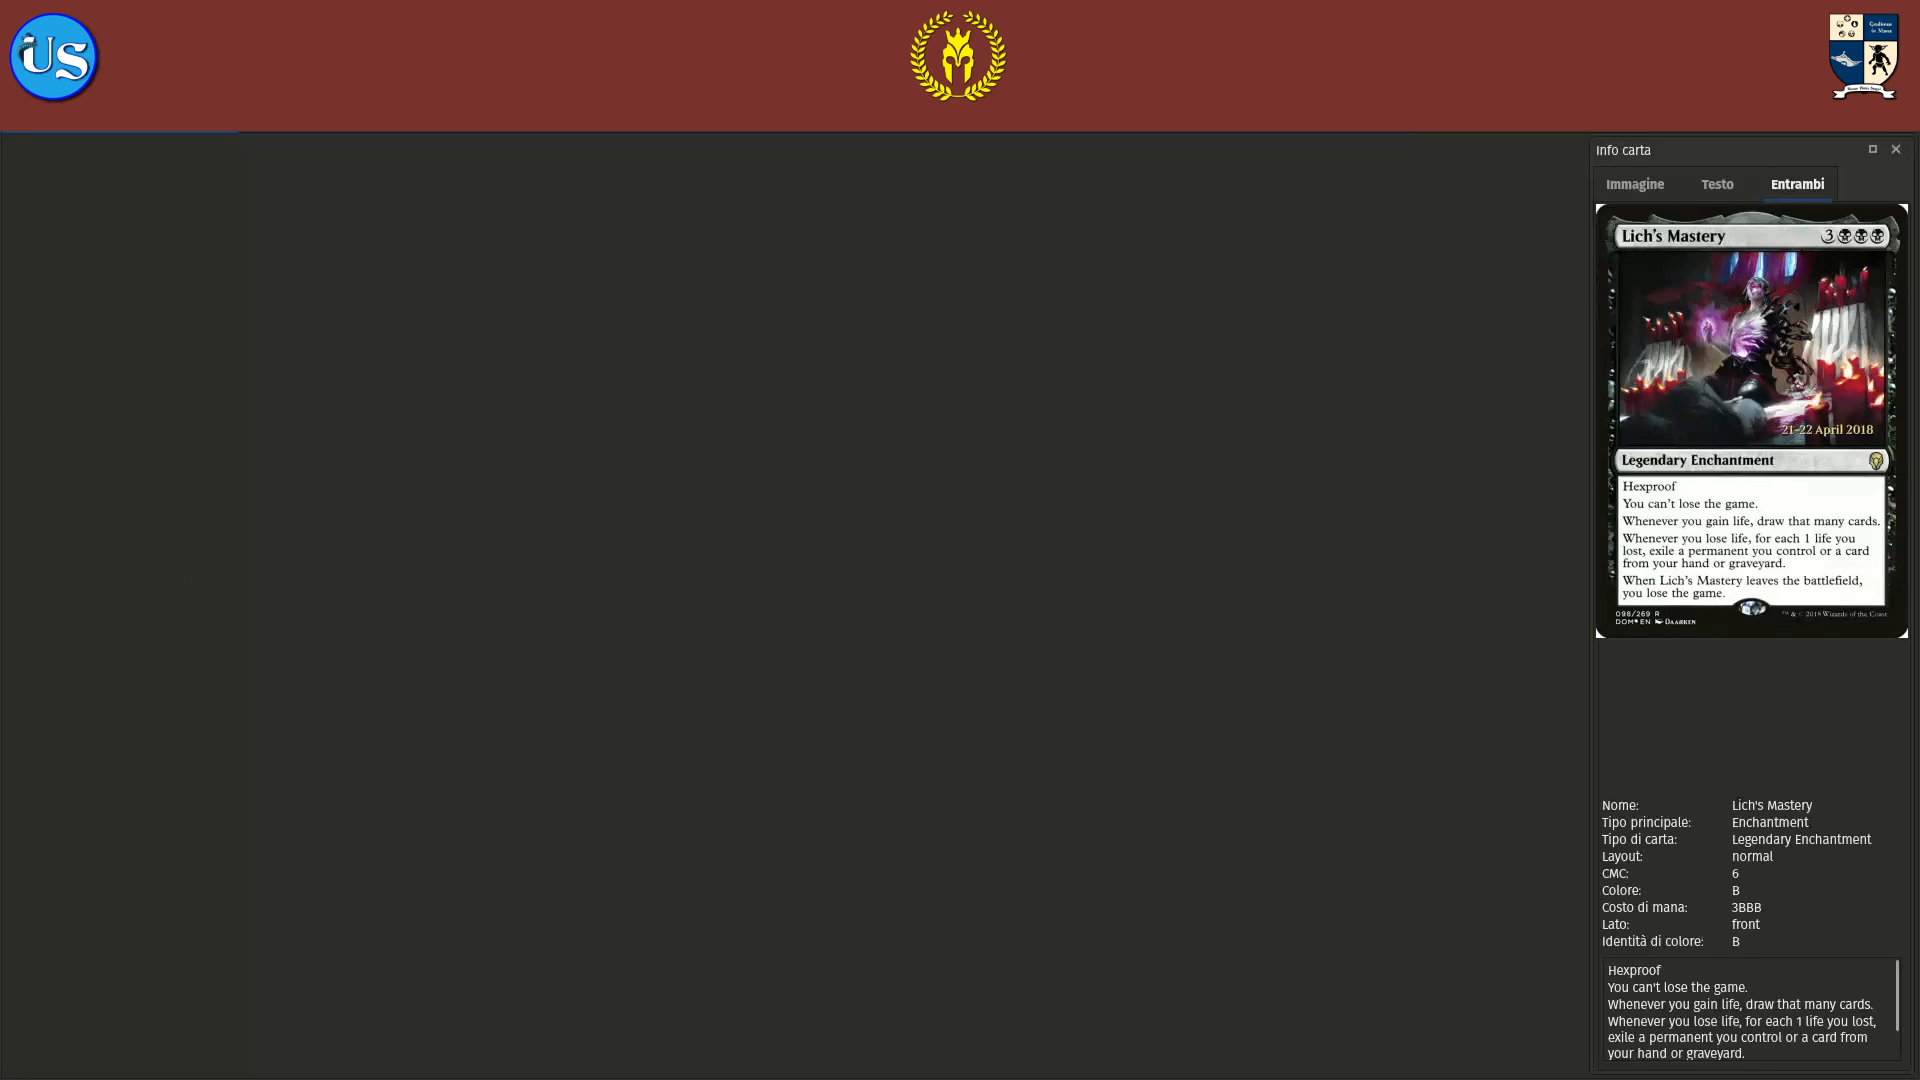 US
Info carta
Immagine Testo Entrambi
Lich's Mastery 3
21-22 April 2018
Legendary Enchantment
Hexproof
You can't lose the game.
Whenever you gain life, draw that many cards.
Whenever you lose life, for each 1 life you
lost, exile a permanent you control or a card
from your hand or graveyard.
When Lich's Mastery leaves the battlefield,
you lose the game.
098/269 R
DOM • EN DAARKEN
™ & © 2018 Wizards of the Coast
Nome: Lich's Mastery
Tipo principale: Enchantment
Tipo di carta: Legendary Enchantment
Layout: normal
CMC: 6
Colore: B
Costo di mana: 3BBB
Lato: front
Identità di colore: B
Hexproof
You can't lose the game.
Whenever you gain life, draw that many cards.
Whenever you lose life, for each 1 life you lost,
exile a permanent you control or a card from
your hand or graveyard.